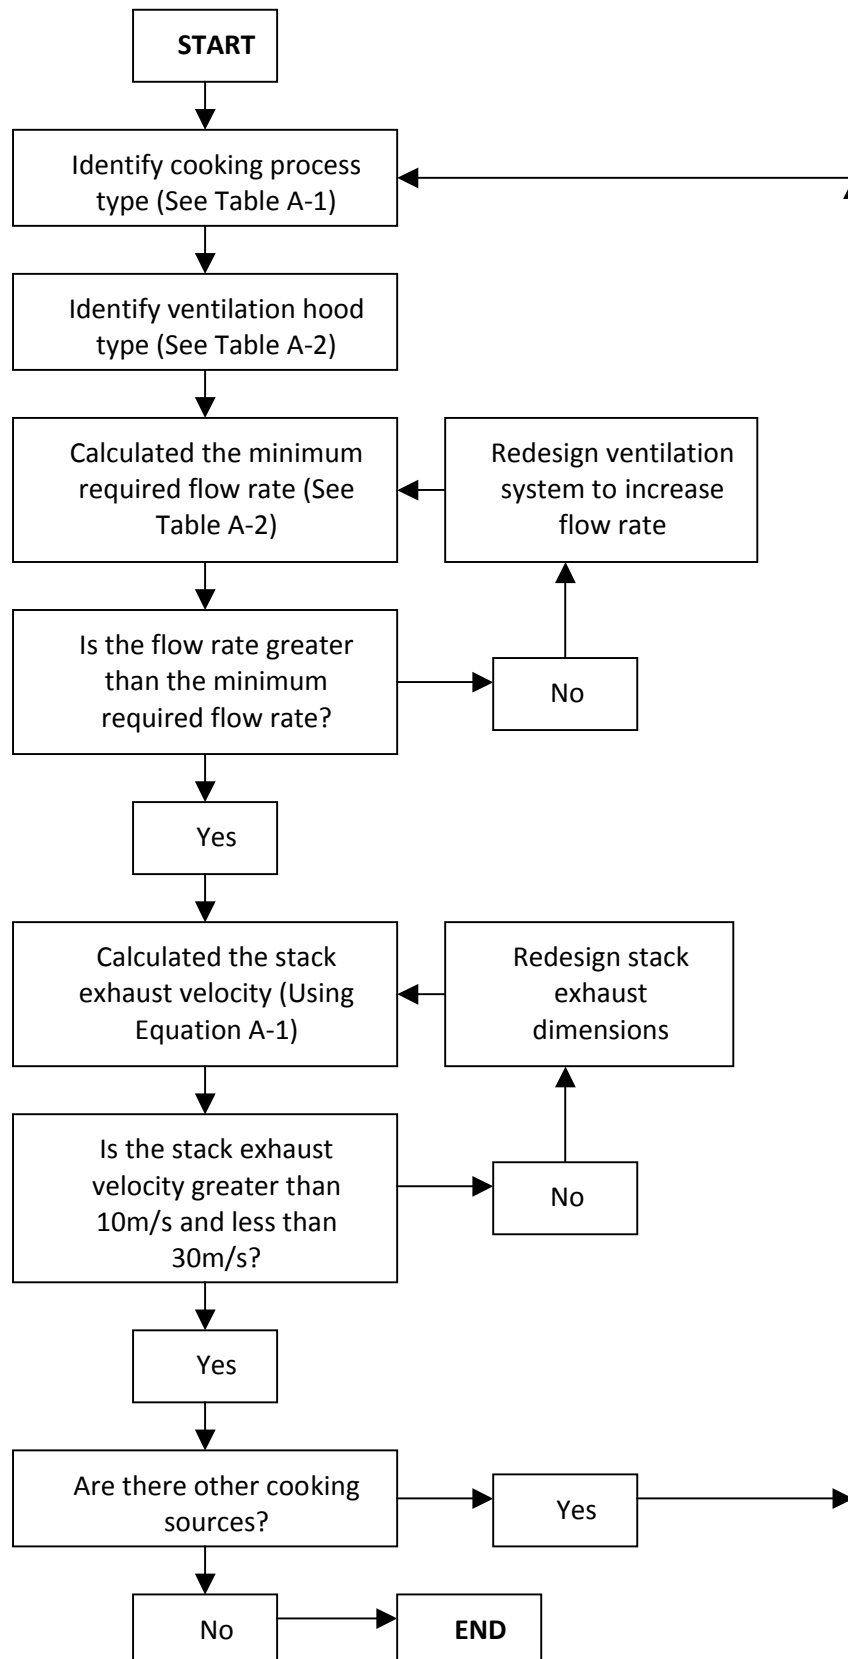 START
Identify cooking process
type (See Table A-1)
Identify ventilation hood
type (See Table A-2)
Calculated the minimum
required flow rate (See
Table A-2)
Redesign ventilation
system to increase
flow rate
Is the flow rate greater
than the minimum
required flow rate?
No
Yes
Calculated the stack
exhaust velocity (Using
Equation A-1)
Redesign stack
exhaust
dimensions
Is the stack exhaust
velocity greater than
10m/s and less than
30m/s?
No
Yes
Are there other cooking
sources?
Yes
No
END